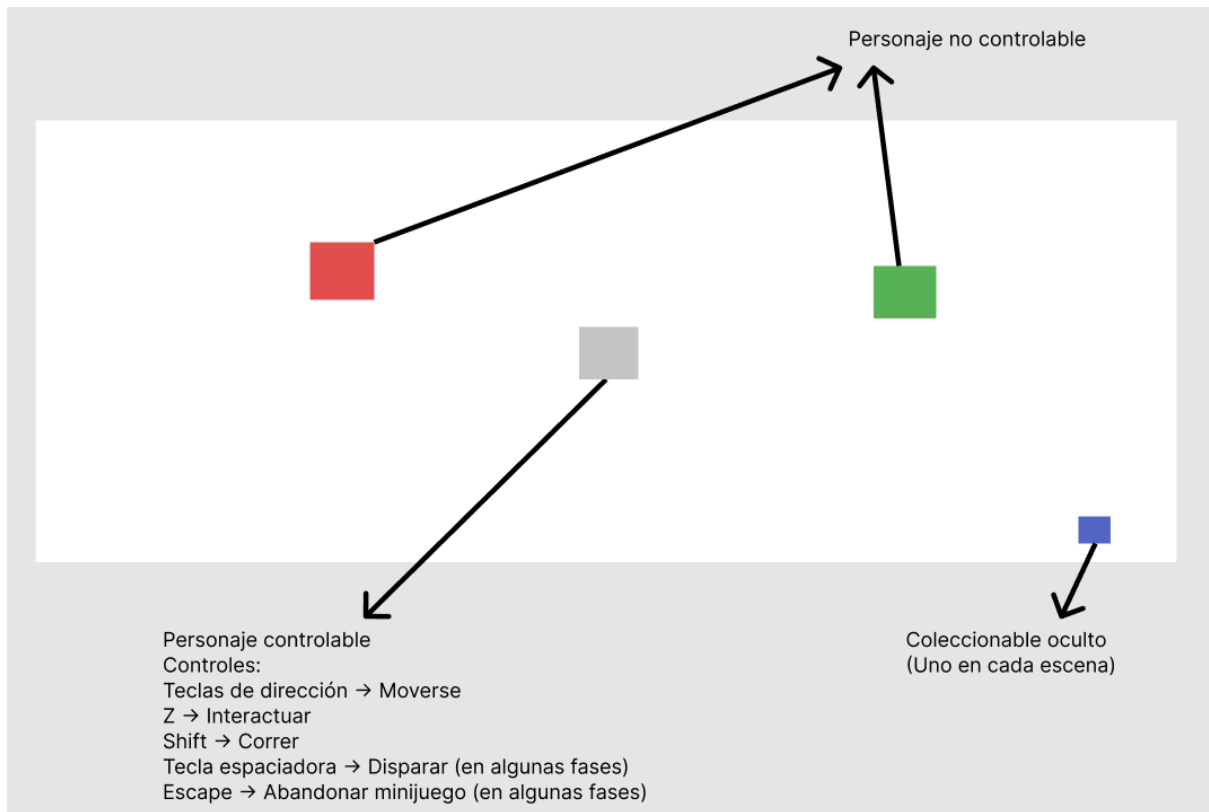 Personaje no controlable
Personaje controlable
Controles:
Teclas de dirección → Moverse
Z → Interactuar
Shift → Correr
Tecla espaciadora → Disparar (en algunas fases)
Escape → Abandonar minijuego (en algunas fases)
Coleccionable oculto
(Uno en cada escena)